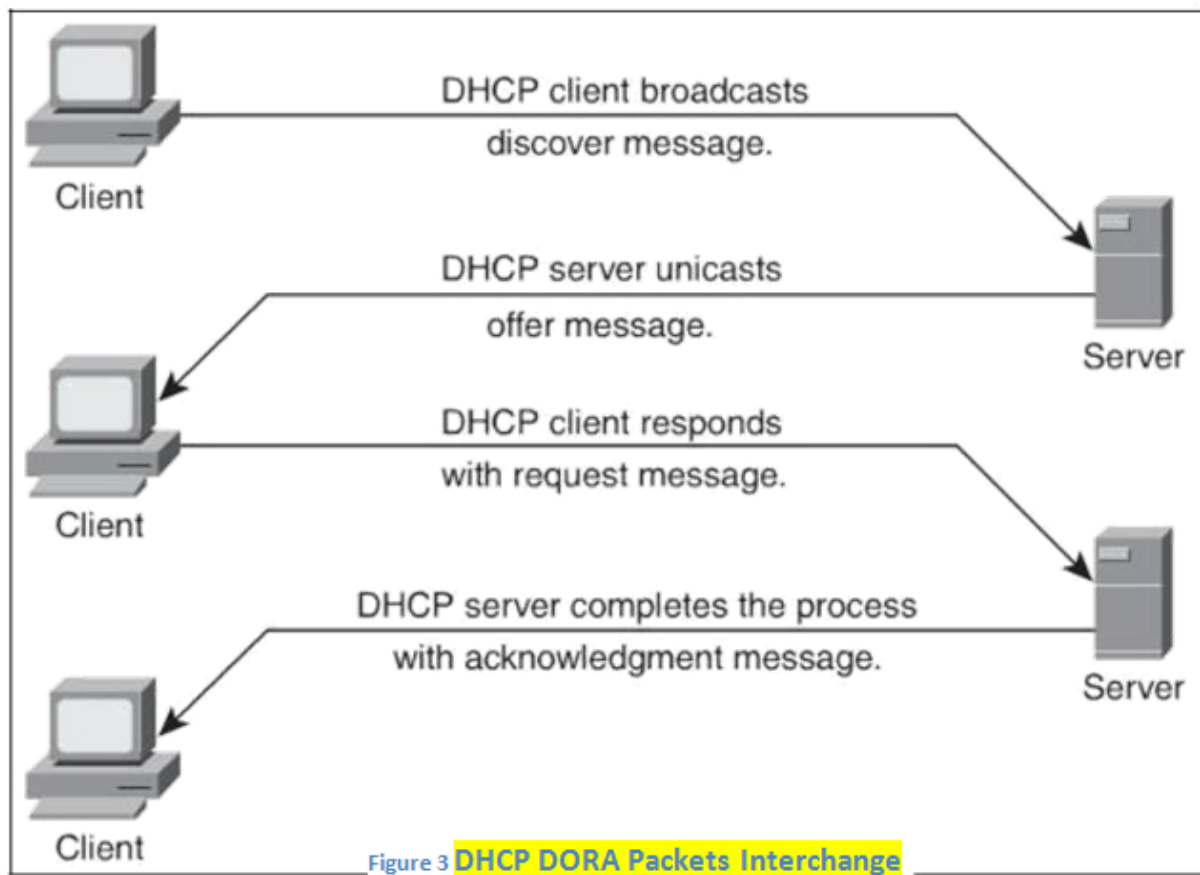 DHCP client broadcasts
discover message.
Client
DHCP server unicasts
offer message.
Server
DHCP client responds
with request message.
Client
DHCP server completes the process
with acknowledgment message.
Server
Client
Figure 3 DHCP DORA Packets Interchange